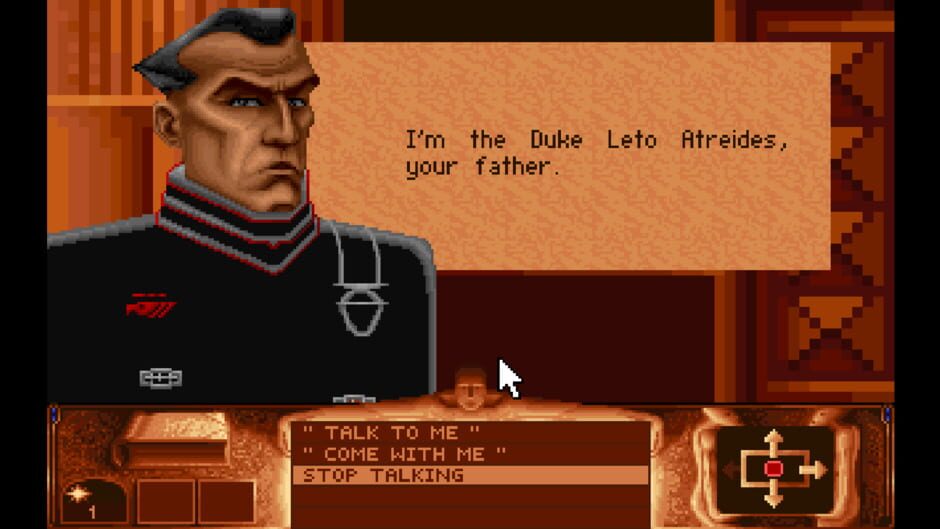 I'm the Duke Leto Atreides,
your father.
" TALK TO ME "
" COME WITH ME "
STOP TALKING
1